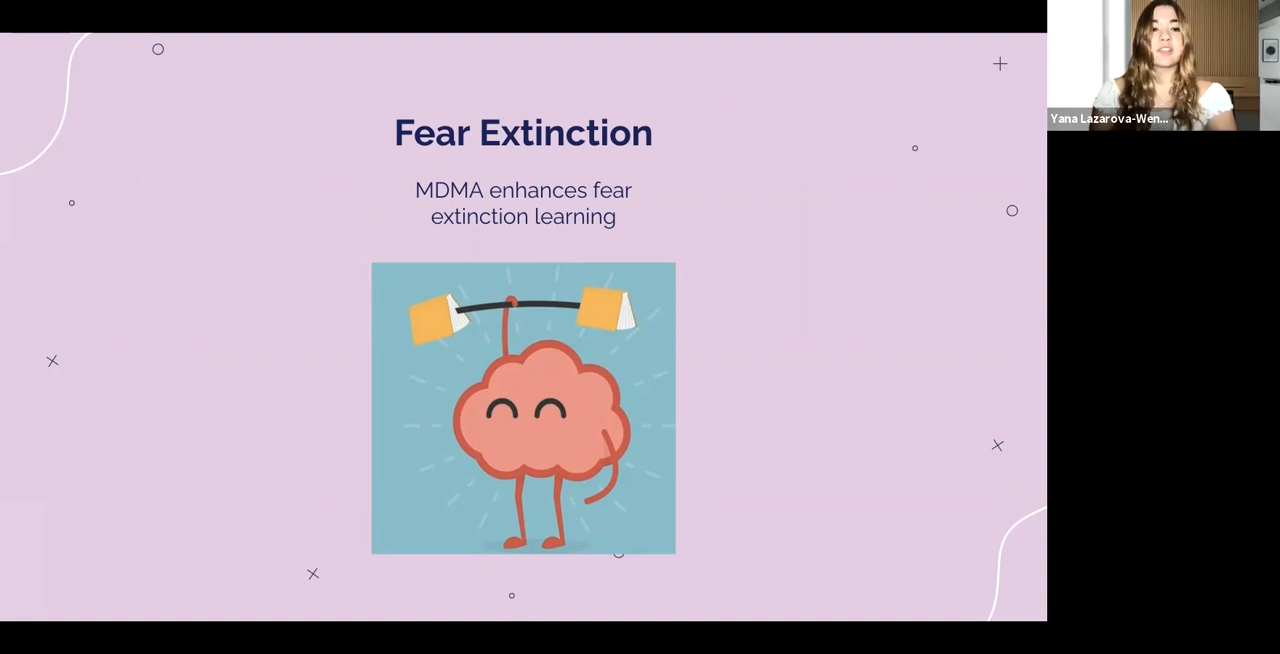 Fear Extinction
MDMA enhances fear
extinction learning
Yana Lazarova-Wen...